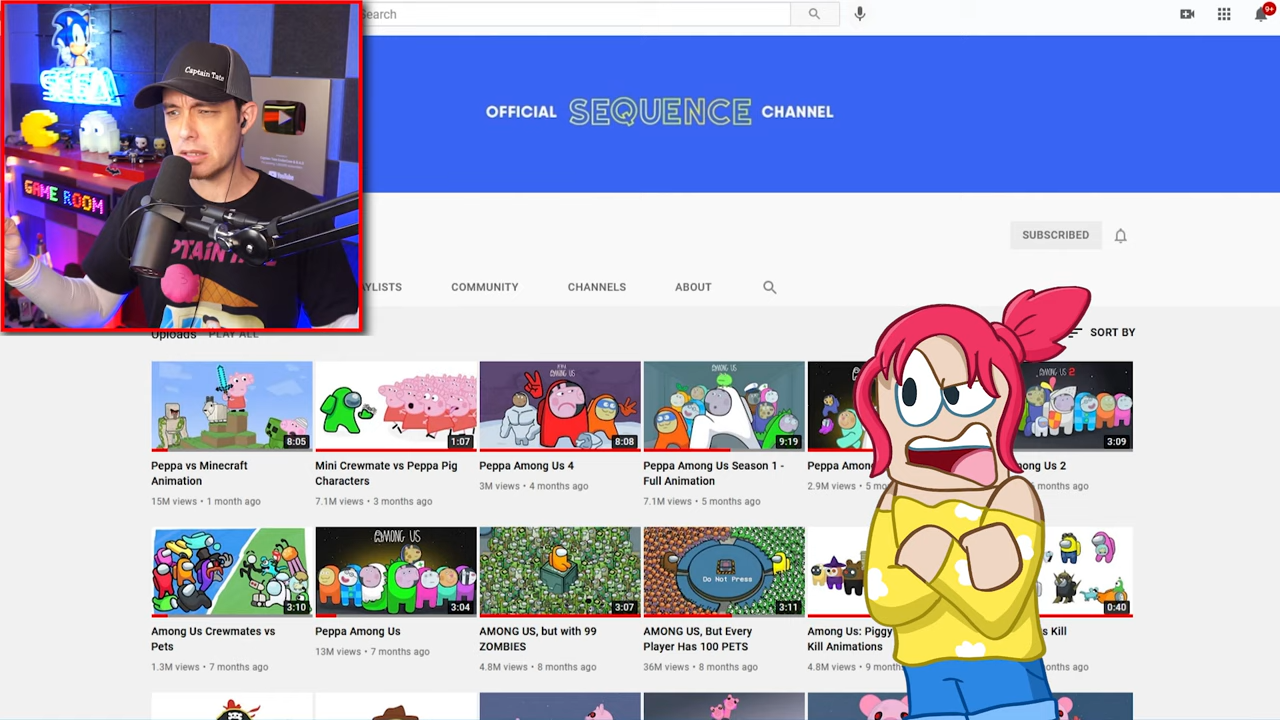 Search
9+
OFFICIAL SEQUENCE CHANNEL
Captain Tate
SEGA
GAME ROOM
YouTube
CAPTAIN
SUBSCRIBED
COMMUNITY
CHANNELS
ABOUT
Uploads PLAY ALL
SORT BY
8:05
Peppa vs Minecraft
Animation
15M views • 1 month ago
1:07
Mini Crewmate vs Peppa Pig
Characters
7.1M views • 3 months ago
AMONG US
8:08
Peppa Among Us 4
3M views • 4 months ago
AMONG US
9:19
Peppa Among Us Season 1 -
Full Animation
7.1M views • 5 months ago
Peppa Among
2.9M views • 5
AMONG US 2
3:09
Us 2
months ago
3:10
Among Us Crewmates vs
Pets
1.3M views • 7 months ago
AMONG US
3:04
Peppa Among Us
13M views • 7 months ago
3:07
AMONG US, but with 99
ZOMBIES
4.8M views • 8 months ago
Do Not Press
3:11
AMONG US, But Every
Player Has 100 PETS
36M views • 8 months ago
Among Us: Piggy
Kill Animations
4.8M views • 9 months
0:40
Kill
ago